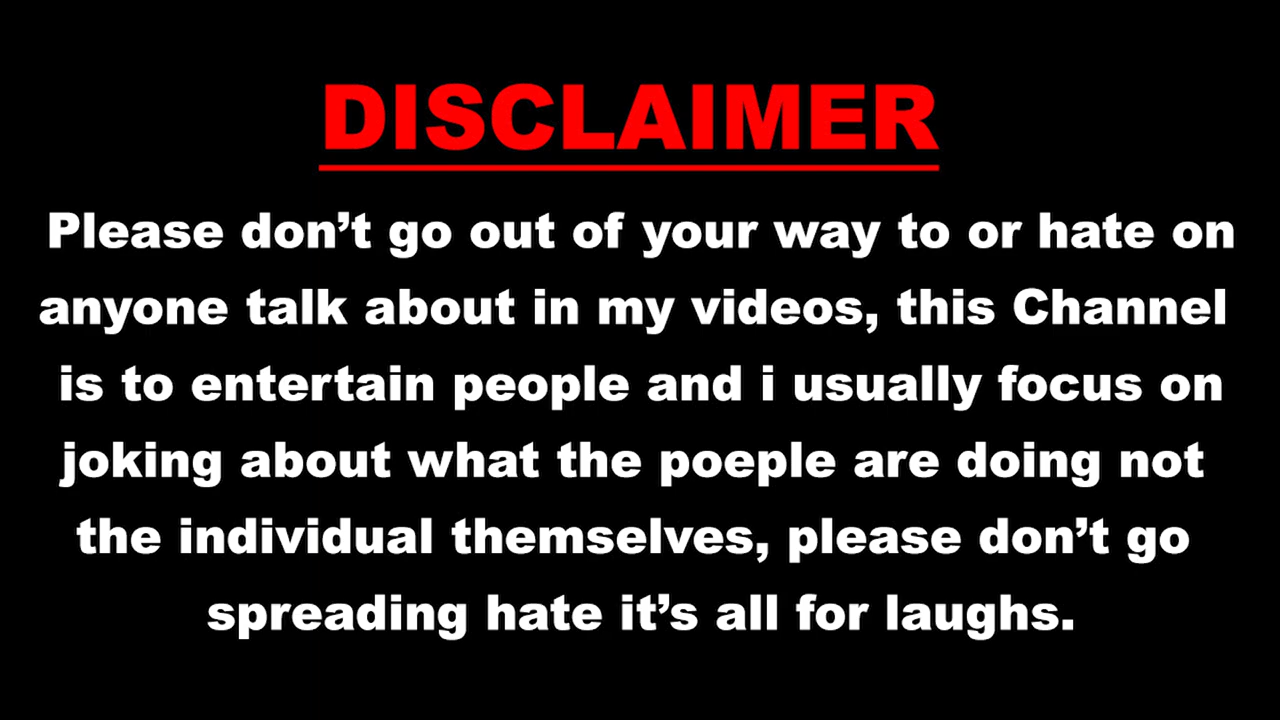 DISCLAIMER
Please don’t go out of your way to or hate on
anyone talk about in my videos, this Channel
is to entertain people and i usually focus on
joking about what the poeple are doing not
the individual themselves, please don’t go
spreading hate it’s all for laughs.